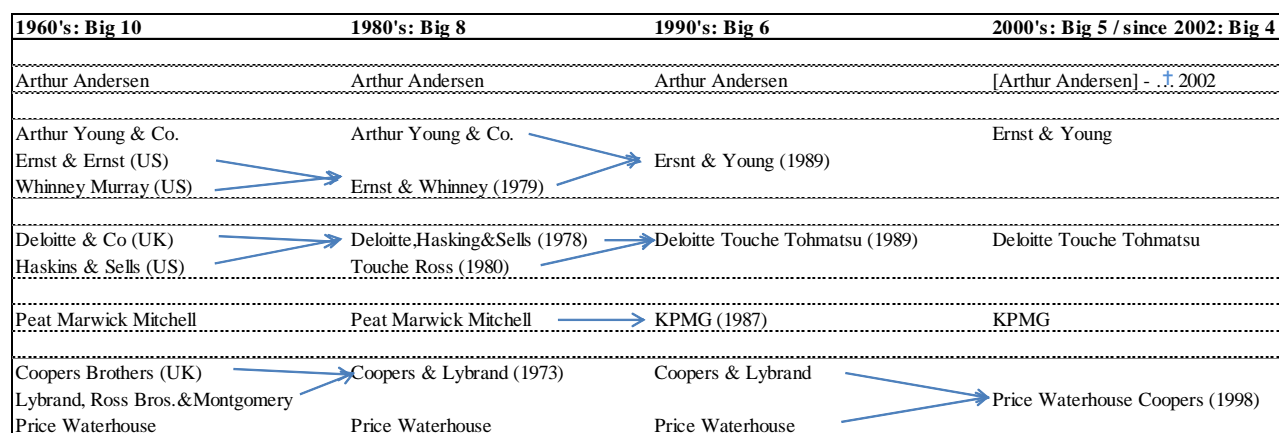 1960's: Big 10 1980's: Big 8 1990's: Big 6 2000's: Big 5 / since 2002: Big 4
Arthur Andersen Arthur Andersen Arthur Andersen [Arthur Andersen] - ..† 2002
Arthur Young & Co. Arthur Young & Co. Ernst & Young
Ernst & Ernst (US) Ersnt & Young (1989)
Whinney Murray (US) Ernst & Whinney (1979)
Deloitte & Co (UK) Deloitte,Hasking&Sells (1978) Deloitte Touche Tohmatsu (1989) Deloitte Touche Tohmatsu
Haskins & Sells (US) Touche Ross (1980)
Peat Marwick Mitchell Peat Marwick Mitchell KPMG (1987) KPMG
Coopers Brothers (UK) Coopers & Lybrand (1973) Coopers & Lybrand
Lybrand, Ross Bros.&Montgomery Price Waterhouse Coopers (1998)
Price Waterhouse Price Waterhouse Price Waterhouse